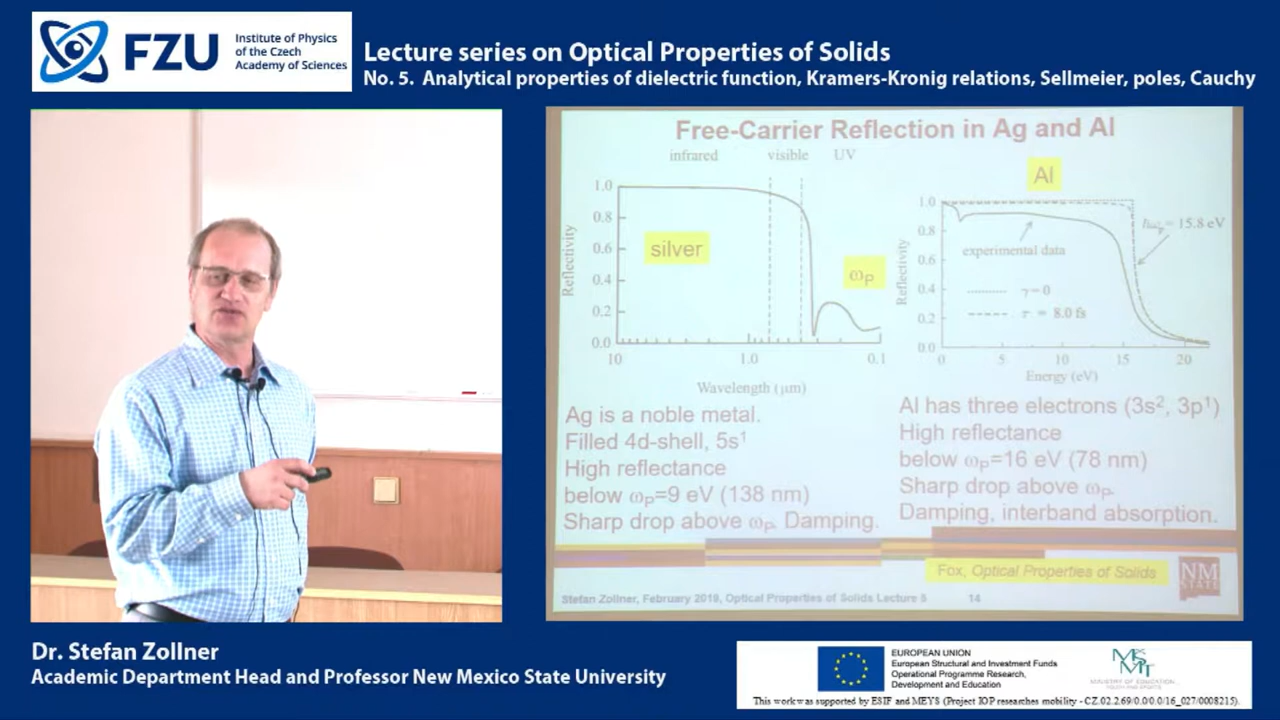 FZU
Institute of Physics
of the Czech
Academy of Sciences
Lecture series on Optical Properties of Solids
No. 5. Analytical properties of dielectric function, Kramers-Kronig relations, Sellmeier, poles, Cauchy
Free-Carrier Reflection in Ag and Al
infrared visible UV
Reflectivity
1.0
0.8
0.6
0.4
0.2
0.0
silver
ωP
10 1.0 0.1
Wavelength (μm)
Al
Reflectivity
1.0
0.8
0.6
0.4
0.2
0.0
ħωp = 15.8 eV
experimental data
γ = 0
τ = 8.0 fs
0 5 10 15 20
Energy (eV)
Ag is a noble metal.
Filled 4d-shell, 5s¹
High reflectance
below ωP=9 eV (138 nm)
Sharp drop above ωP. Damping.
Al has three electrons (3s², 3p¹)
High reflectance
below ωP=16 eV (78 nm)
Sharp drop above ωP.
Damping, interband absorption.
Fox, Optical Properties of Solids
NM
STATE
Stefan Zollner, February 2019, Optical Properties of Solids Lecture 5 14
Dr. Stefan Zollner
Academic Department Head and Professor New Mexico State University
EUROPEAN UNION
European Structural and Investment Funds
Operational Programme Research,
Development and Education
MINISTRY OF EDUCATION,
YOUTH AND SPORTS
This work was supported by ESIF and MEYS (Project IOP researches mobility - CZ.02.2.69/0.0/0.0/16_027/0008215).